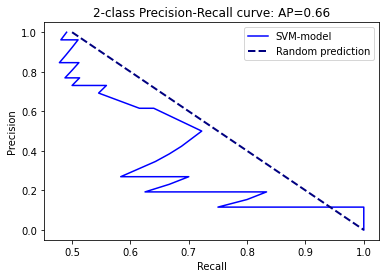 2-class Precision-Recall curve: AP=0.66
SVM-model
Random prediction
Precision
1.0
0.8
0.6
0.4
0.2
0.0
0.5
0.6
0.7
0.8
0.9
1.0
Recall